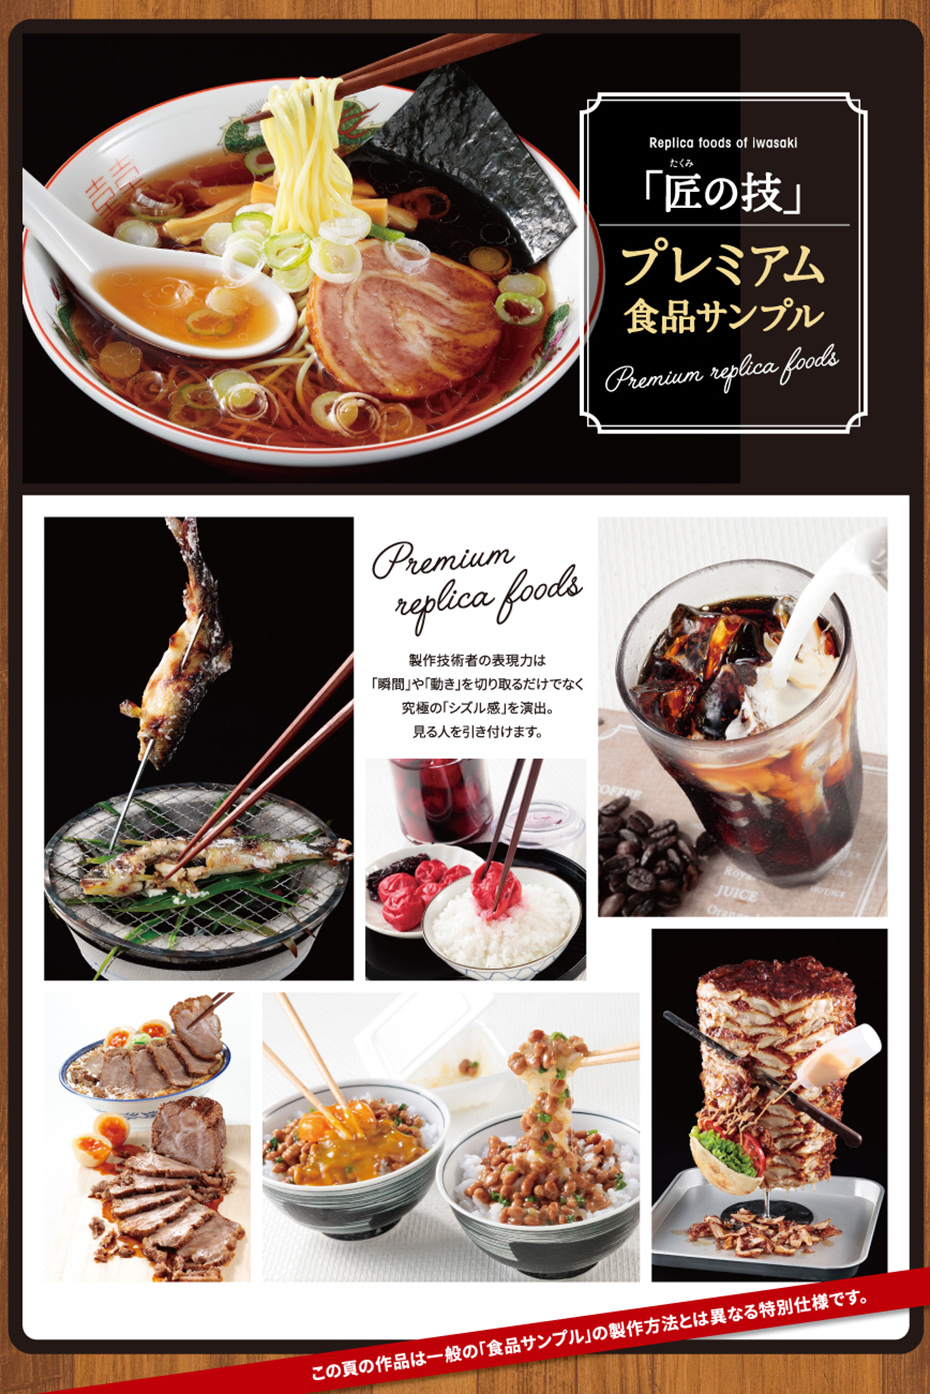 Replica foods of iwasaki
たくみ
「匠の技」
プレミアム
食品サンプル
Premium replica foods
Premium
replica foods
製作技術者の表現力は
「瞬間」や「動き」を切り取るだけでなく
究極の「シズル感」を演出。
見る人を引き付けます。
COFFEE
JUICE
この頁の作品は一般の「食品サンプル」の製作方法とは異なる特別仕様です。